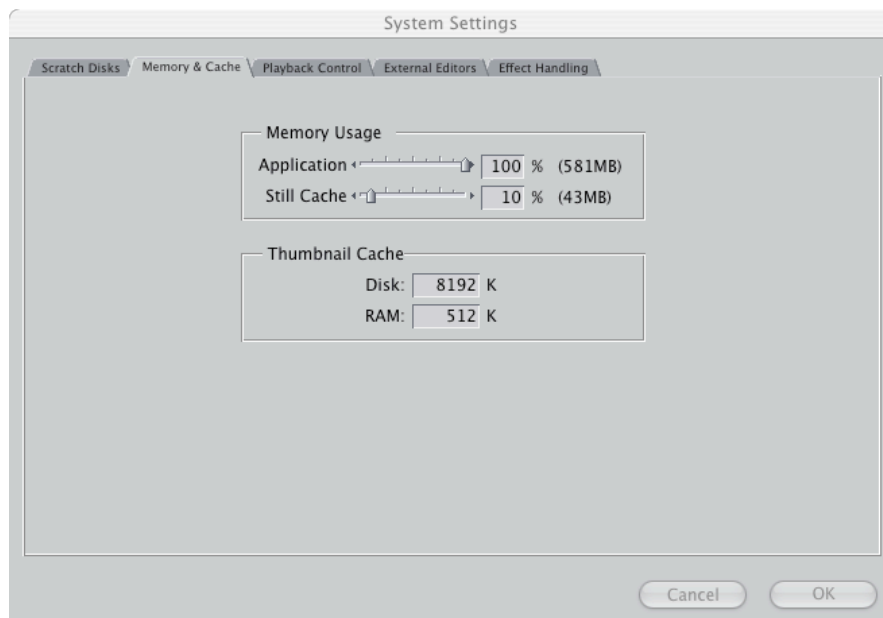 System Settings
Scratch Disks Memory & Cache Playback Control External Editors Effect Handling
Memory Usage
Application 100 % (581MB)
Still Cache 10 % (43MB)
Thumbnail Cache
Disk: 8192 K
RAM: 512 K
Cancel OK